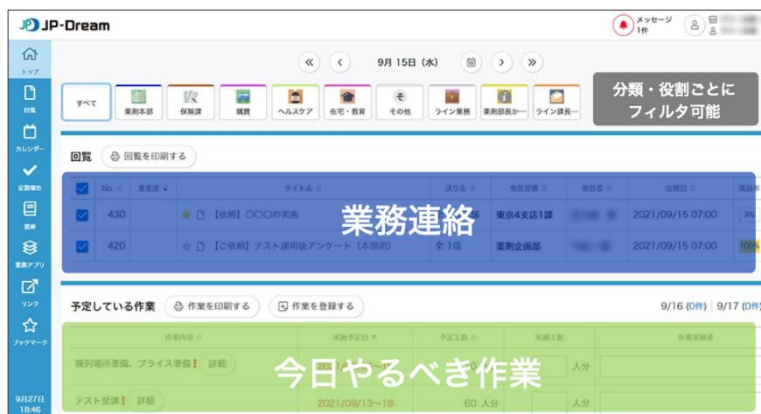 JP-Dream
メッセージ
1件
トップ
9月 15日 (水)
すべて
薬剤本部
保険課
購買
ヘルスケア
在宅・教育
その他
ライン業務
薬剤部長か…
ライン課長…
分類・役割ごとに
フィルタ可能
回覧
カレンダー
定期報告
書庫
業務アプリ
リンク
ブックマーク
回覧 回覧を印刷する
No. 重要度 タイトル 送り先 発信部署 発信者 公開日
430 【依頼】〇〇〇の実施 東京4支店1課 2021/09/15 07:00 3%
420 【ご依頼】テスト運用後アンケート（本部用） 全 1店 薬剤企画部 2021/09/15 07:00 100%
業務連絡
予定している作業 作業を印刷する 作業を登録する 9/16 (0件) 9/17 (0件)
作業内容 実施予定日 予定工数 実績工数 作業実施者
陳列場所準備、プライス準備! 詳細 人分
今日やるべき作業
テスト受講! 詳細 2021/09/13~18 60 人分 人分
9月27日
18:46